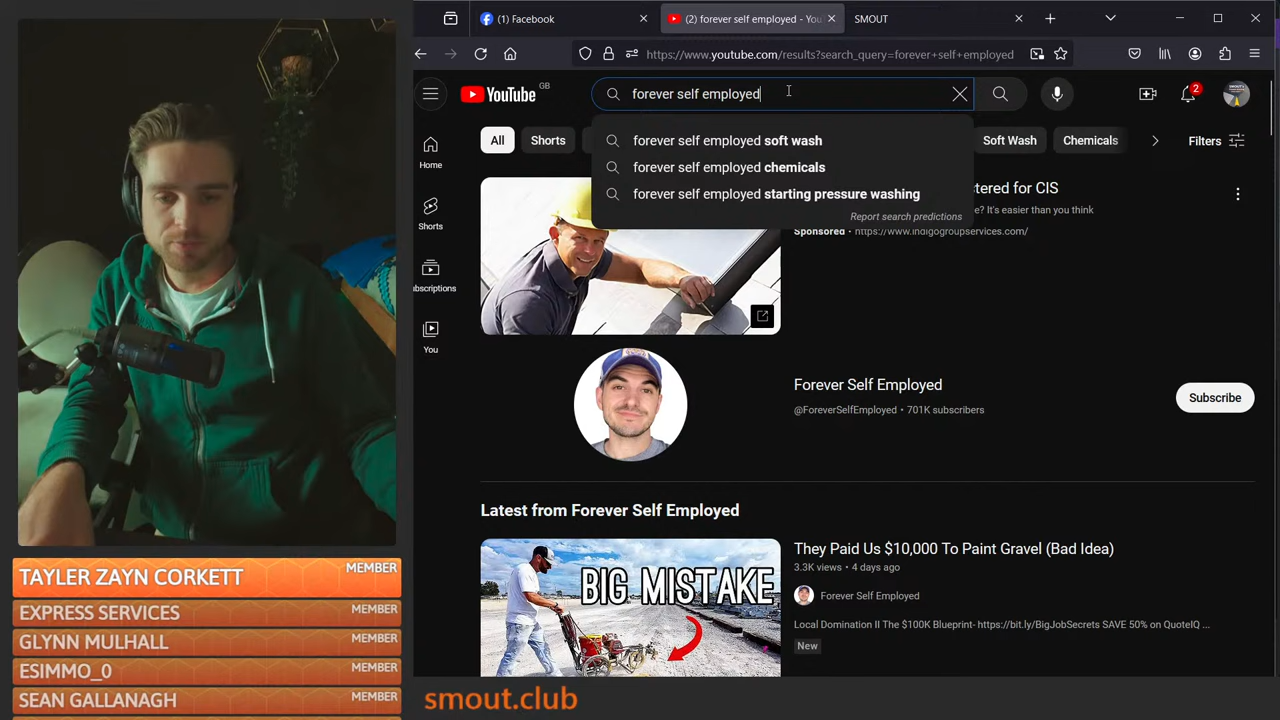 (1) Facebook
(2) forever self employed - You
SMOUT
https://www.youtube.com/results?search_query=forever+self+employed
YouTube GB
forever self employed
2
forever self employed soft wash
forever self employed chemicals
forever self employed starting pressure washing
Report search predictions
All
Shorts
Soft Wash
Chemicals
Filters
Home
Shorts
bscriptions
You
tered for CIS
e? It's easier than you think
Sponsored • https://www.indigogroupservices.com/
Forever Self Employed
@ForeverSelfEmployed • 701K subscribers
Subscribe
Latest from Forever Self Employed
BIG MISTAKE
They Paid Us $10,000 To Paint Gravel (Bad Idea)
3.3K views • 4 days ago
Forever Self Employed
Local Domination II The $100K Blueprint- https://bit.ly/BigJobSecrets SAVE 50% on QuoteIQ ...
New
TAYLER ZAYN CORKETT MEMBER
EXPRESS SERVICES MEMBER
GLYNN MULHALL MEMBER
ESIMMO_0 MEMBER
SEAN GALLANAGH MEMBER
smout.club